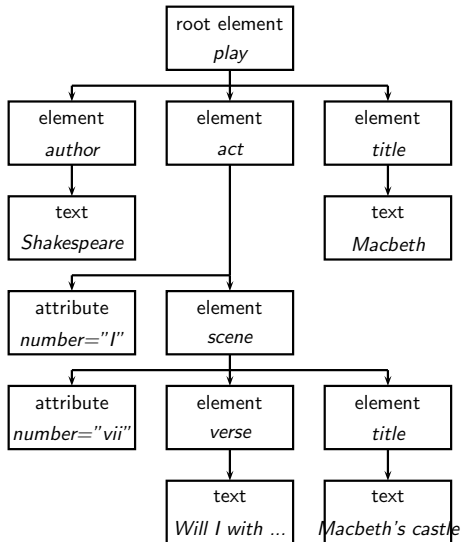 root element
play
element
author
element
act
element
title
text
Shakespeare
text
Macbeth
attribute
number="I"
element
scene
attribute
number="vii"
element
verse
element
title
text
Will I with ...
text
Macbeth's castle